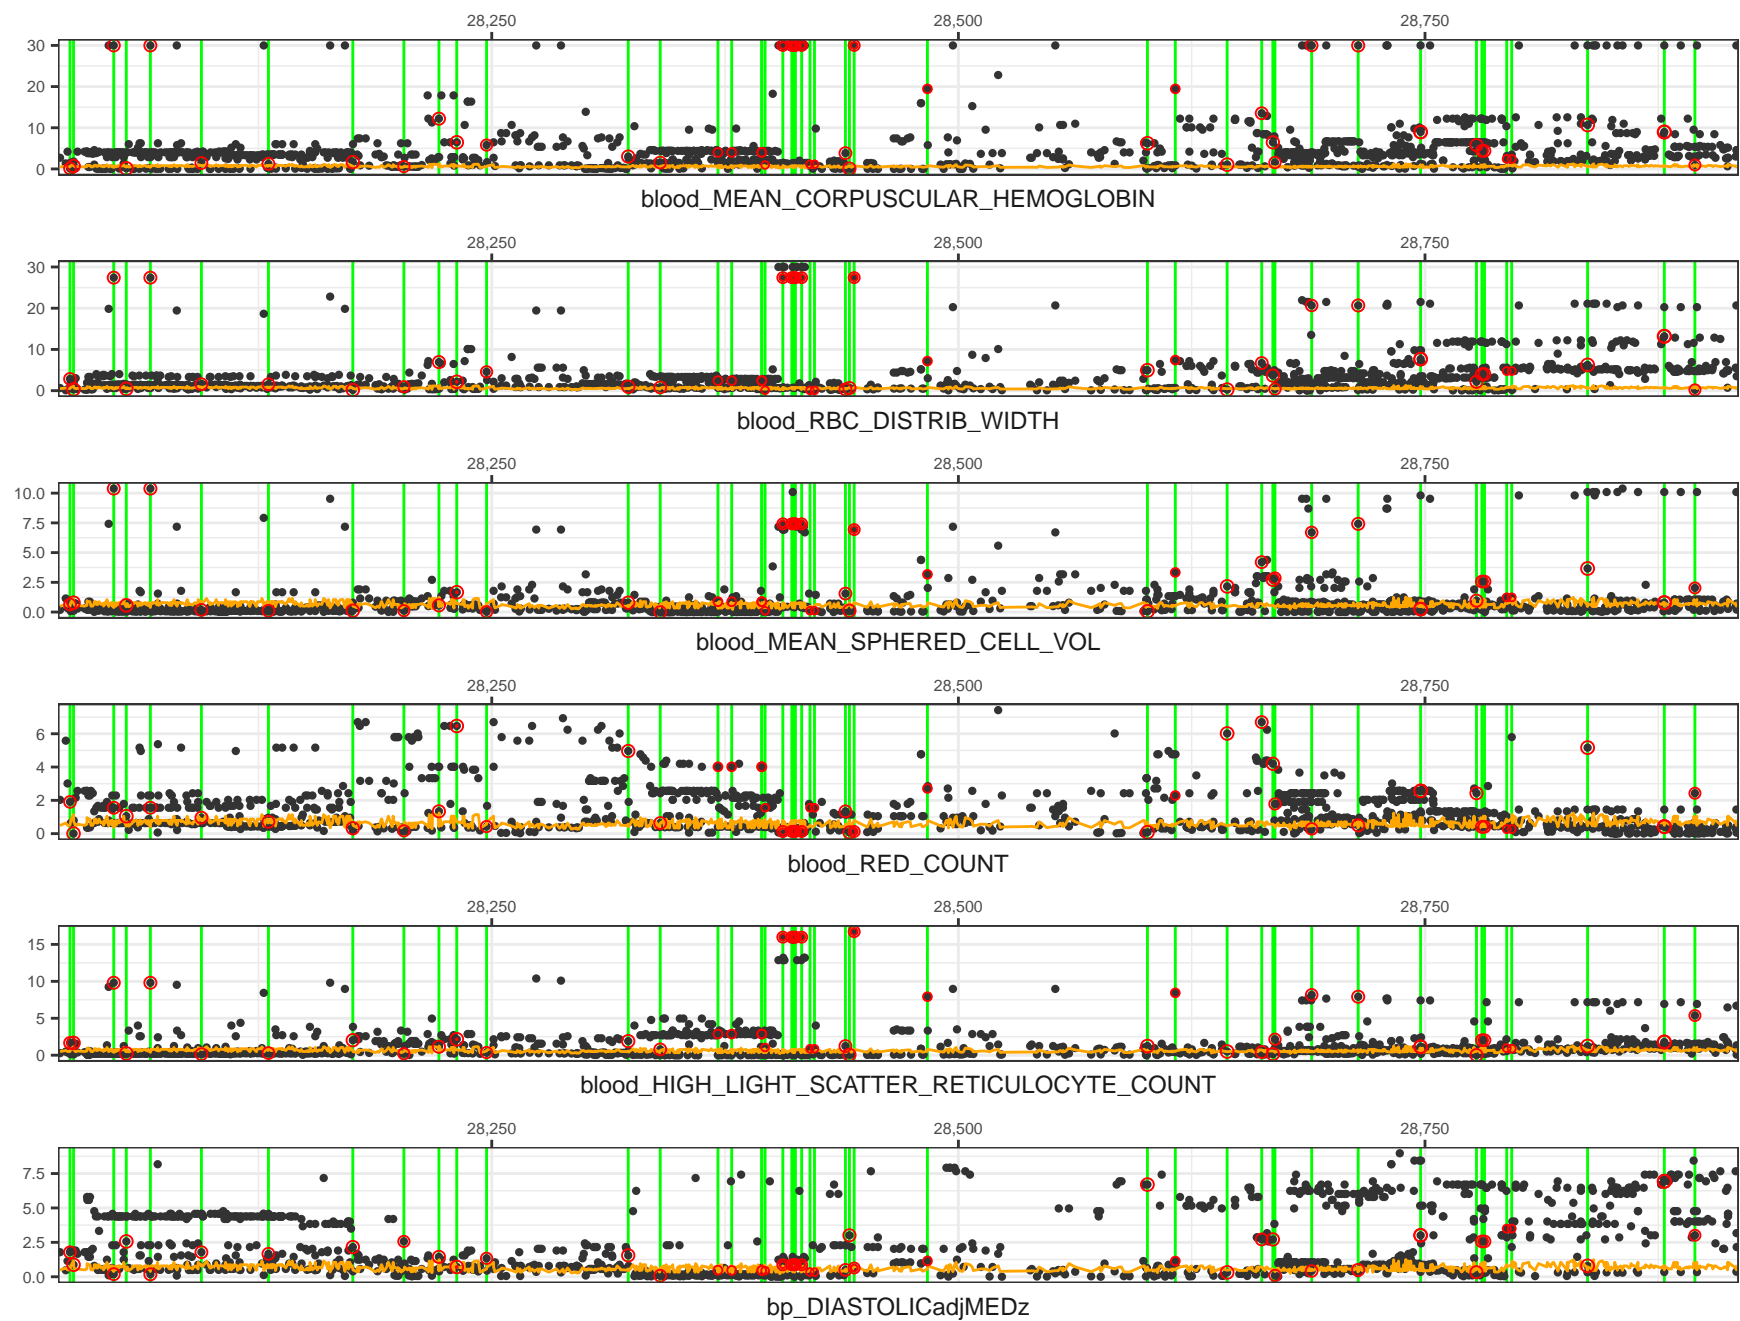 28,250 28,500 28,750
30
20
10
0
blood_MEAN_CORPUSCULAR_HEMOGLOBIN
28,250 28,500 28,750
30
20
10
0
blood_RBC_DISTRIB_WIDTH
28,250 28,500 28,750
10.0
7.5
5.0
2.5
0.0
blood_MEAN_SPHERED_CELL_VOL
28,250 28,500 28,750
6
4
2
0
blood_RED_COUNT
28,250 28,500 28,750
15
10
5
0
blood_HIGH_LIGHT_SCATTER_RETICULOCYTE_COUNT
28,250 28,500 28,750
7.5
5.0
2.5
0.0
bp_DIASTOLICadjMEDz